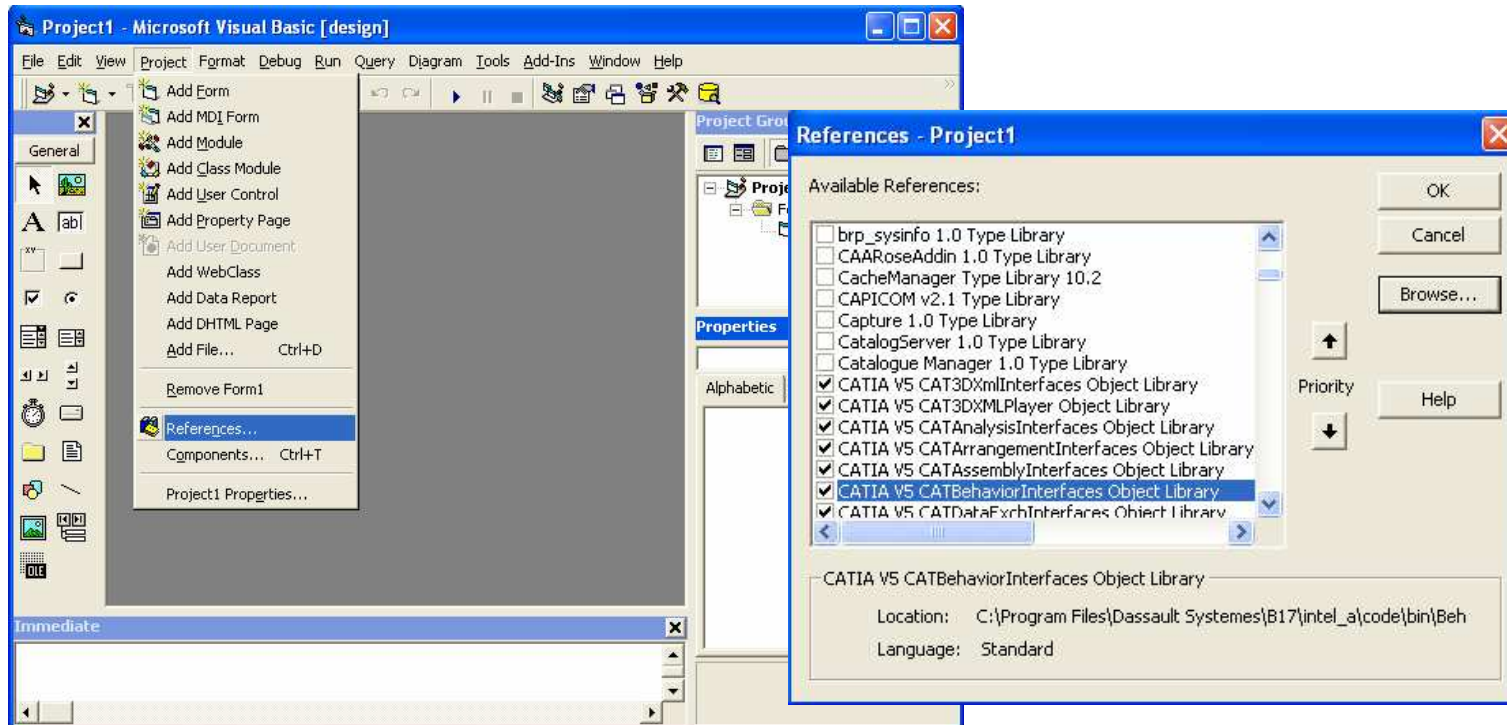 Project1 - Microsoft Visual Basic [design]
File Edit View Project Format Debug Run Query Diagram Tools Add-Ins Window Help
Add Form
Add MDI Form
Add Module
Add Class Module
Add User Control
Add Property Page
Add User Document
Add WebClass
Add Data Report
Add DHTML Page
Add File... Ctrl+D
Remove Form1
References...
Components... Ctrl+T
Project1 Properties...
General
A ab|
xv
OLE
Immediate
Project
Properties
Alphabetic
References - Project1
Available References:
brp_sysinfo 1.0 Type Library
CAARoseAddin 1.0 Type Library
CacheManager Type Library 10.2
CAPICOM v2.1 Type Library
Capture 1.0 Type Library
CatalogServer 1.0 Type Library
Catalogue Manager 1.0 Type Library
CATIA V5 CAT3DXmlInterfaces Object Library
CATIA V5 CAT3DXMLPlayer Object Library
CATIA V5 CATAnalysisInterfaces Object Library
CATIA V5 CATArrangementInterfaces Object Library
CATIA V5 CATAssemblyInterfaces Object Library
CATIA V5 CATBehaviorInterfaces Object Library
CATIA V5 CATDataExchInterfaces Object Library
OK
Cancel
Browse...
Priority
Help
CATIA V5 CATBehaviorInterfaces Object Library
Location: C:\Program Files\Dassault Systemes\B17\intel_a\code\bin\Beh
Language: Standard